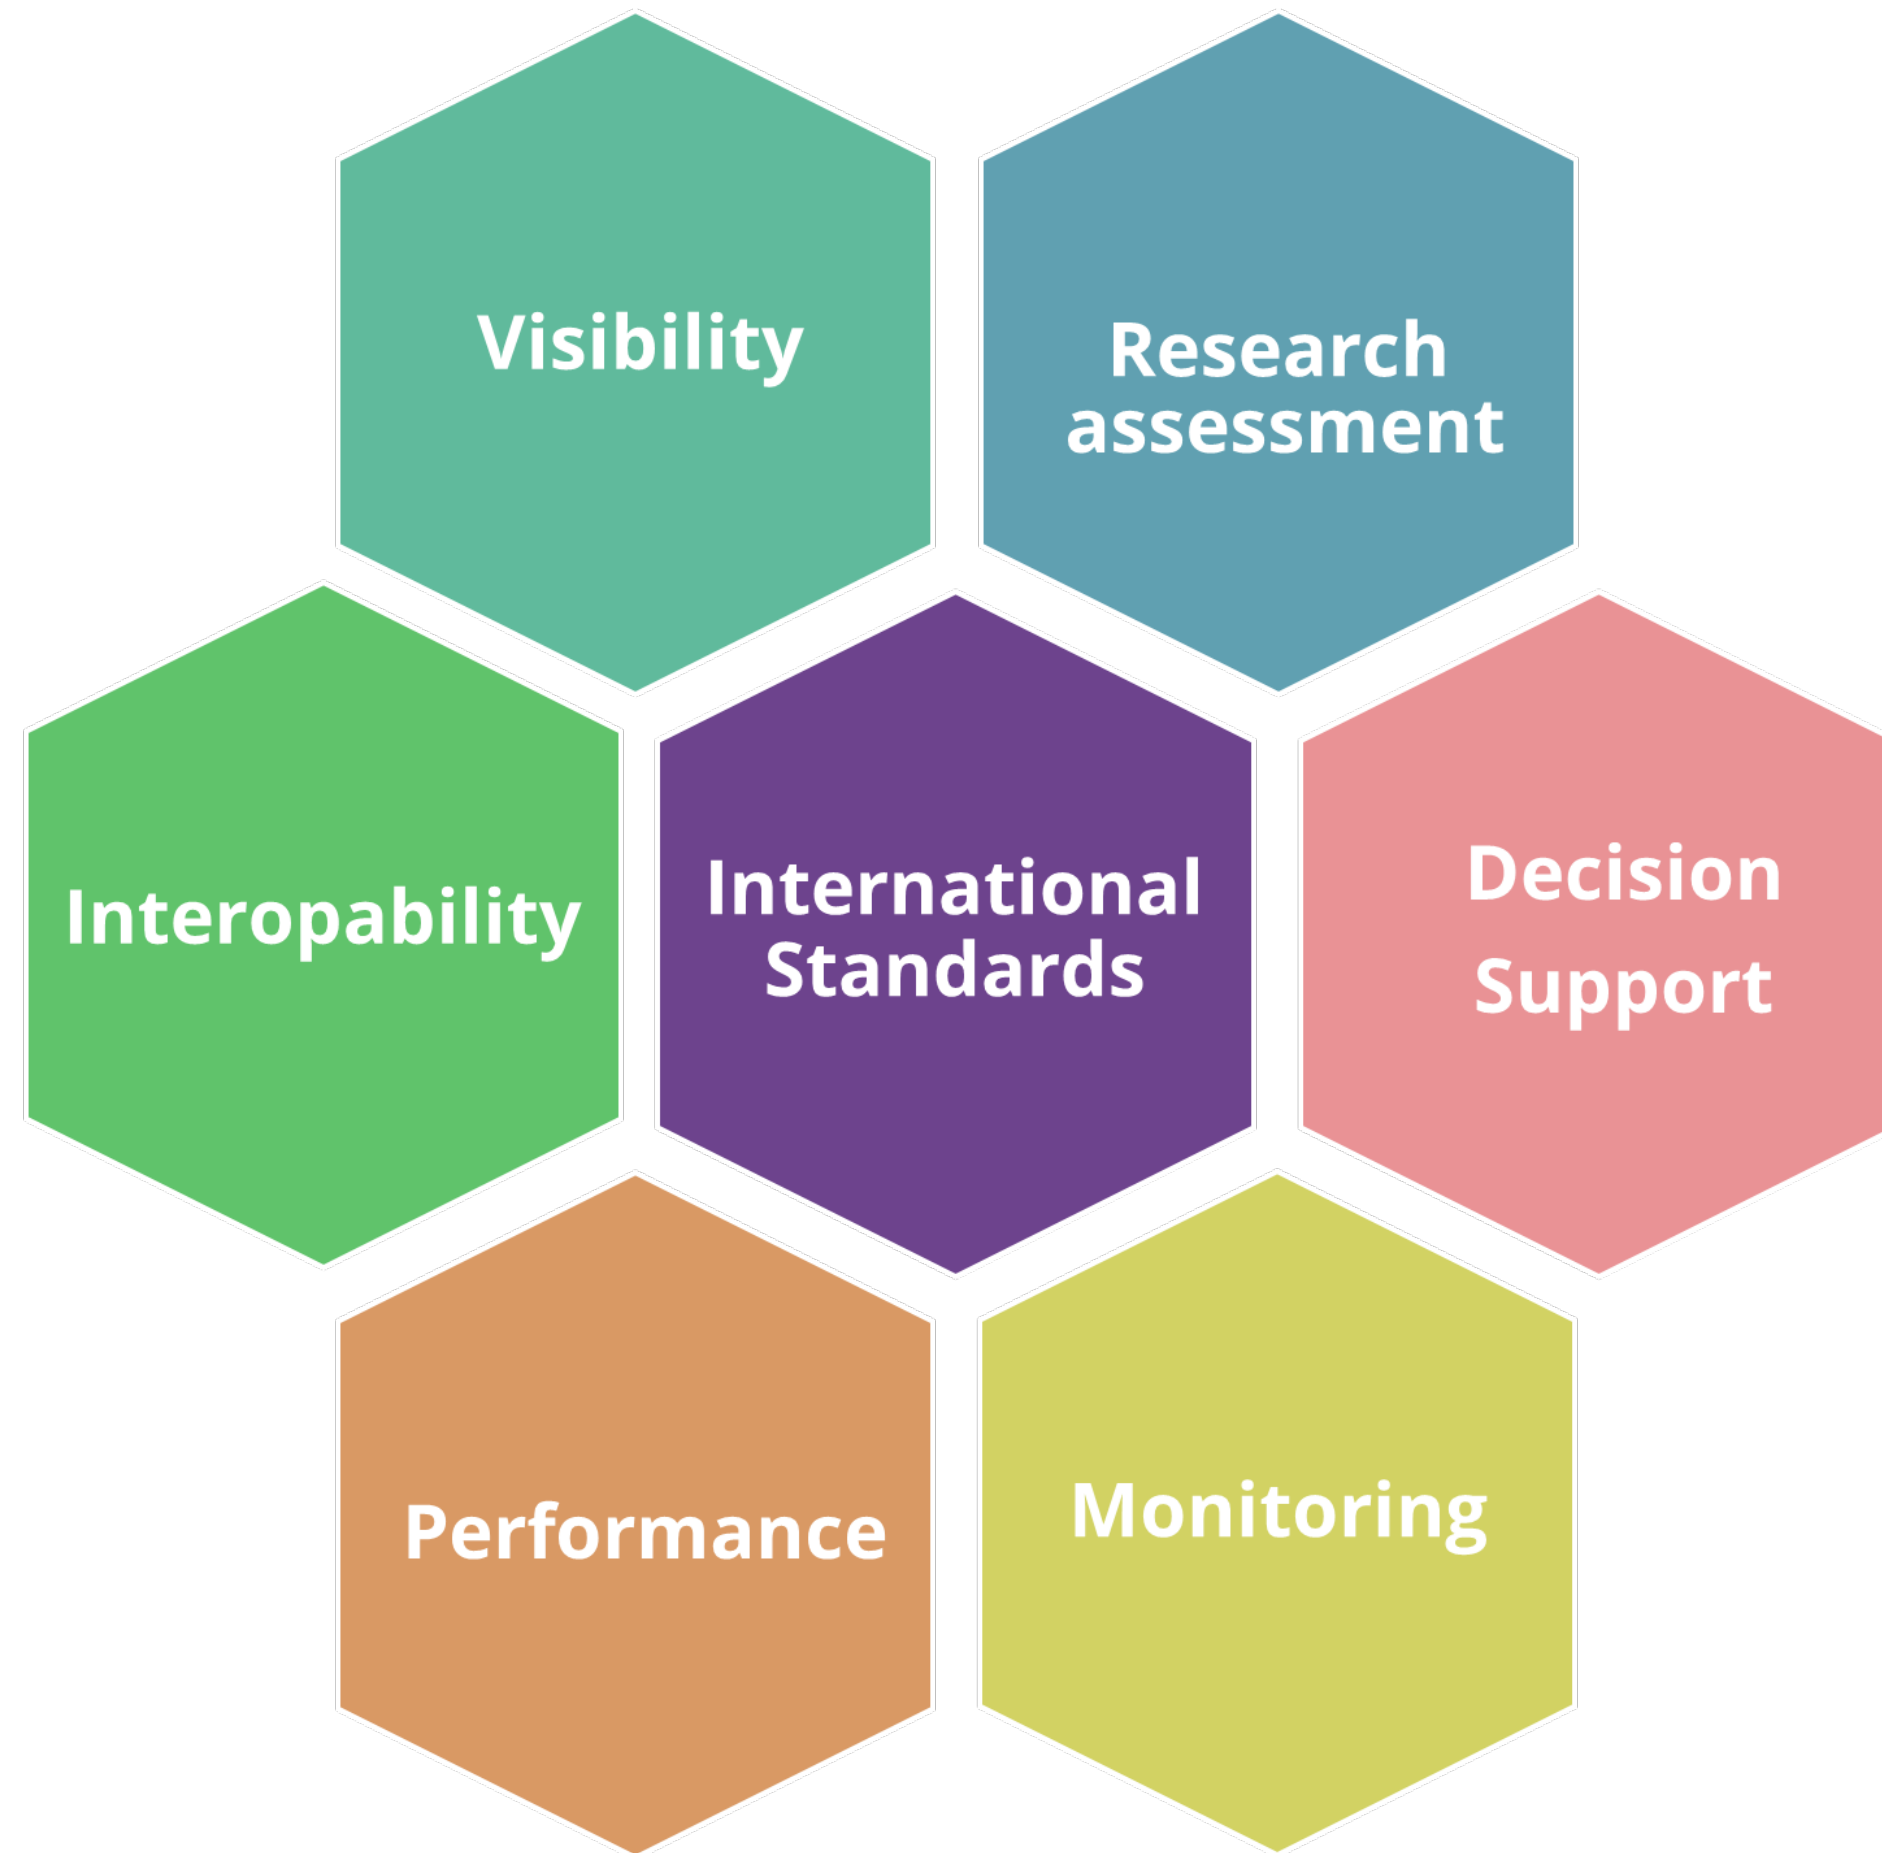 Visibility
Research
assessment
Interopability
International
Standards
Decision
Support
Performance
Monitoring